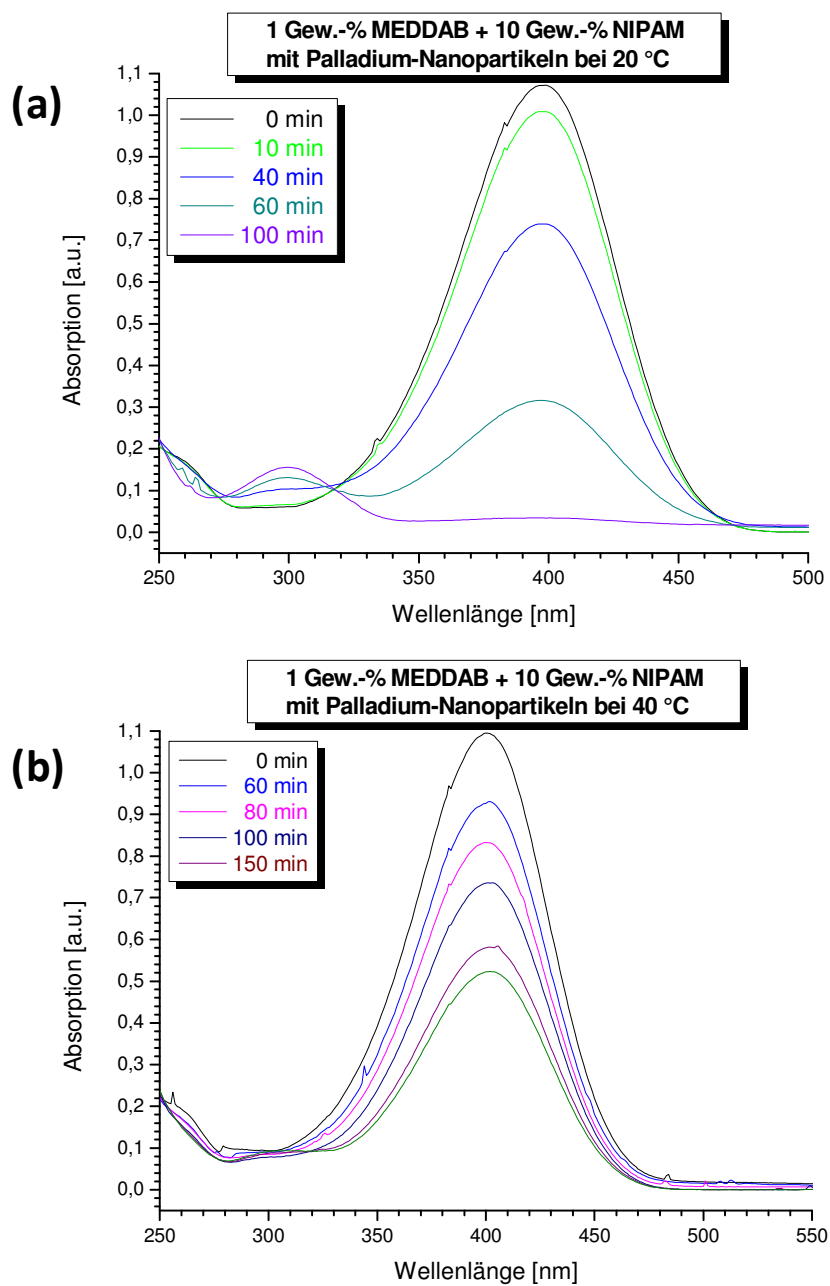 (a)
1 Gew.-% MEDDAB + 10 Gew.-% NIPAM
mit Palladium-Nanopartikeln bei 20 °C
0 min
10 min
40 min
60 min
100 min
Absorption [a.u.]
1,1
1,0
0,9
0,8
0,7
0,6
0,5
0,4
0,3
0,2
0,1
0,0
250
300
350
400
450
500
Wellenlänge [nm]
(b)
1 Gew.-% MEDDAB + 10 Gew.-% NIPAM
mit Palladium-Nanopartikeln bei 40 °C
0 min
60 min
80 min
100 min
150 min
Absorption [a.u.]
1,1
1,0
0,9
0,8
0,7
0,6
0,5
0,4
0,3
0,2
0,1
0,0
250
300
350
400
450
500
550
Wellenlänge [nm]